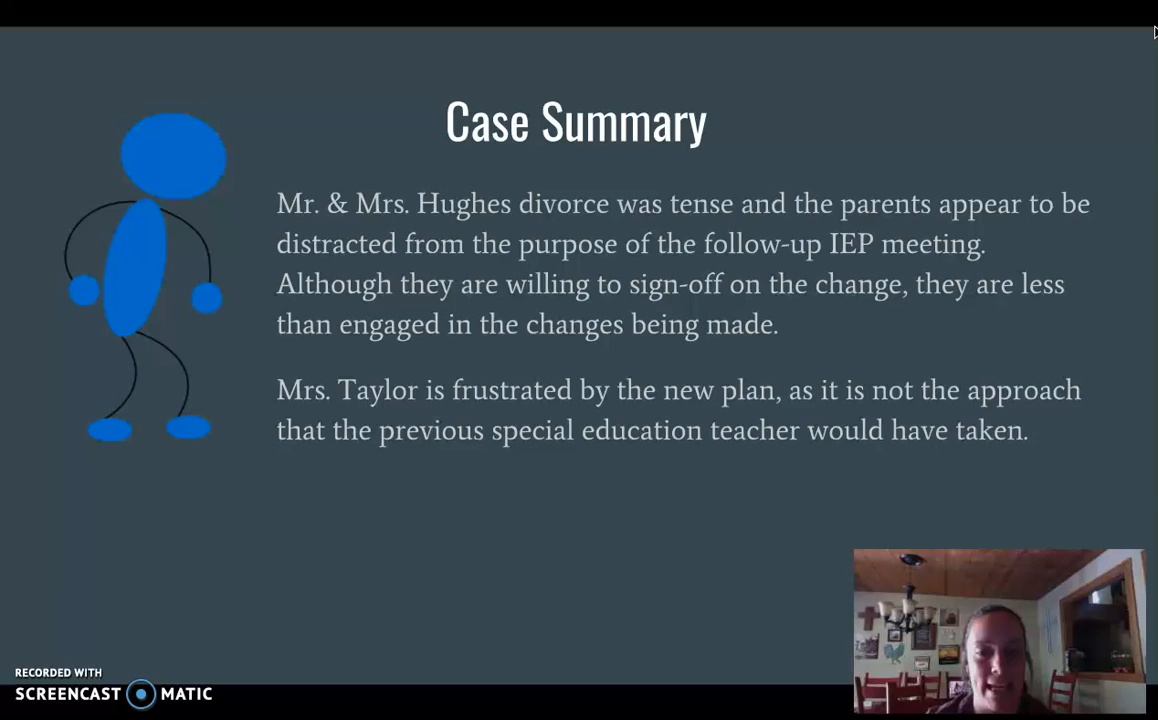 Case Summary
Mr. & Mrs. Hughes divorce was tense and the parents appear to be
distracted from the purpose of the follow-up IEP meeting.
Although they are willing to sign-off on the change, they are less
than engaged in the changes being made.
Mrs. Taylor is frustrated by the new plan, as it is not the approach
that the previous special education teacher would have taken.
RECORDED WITH
SCREENCAST MATIC